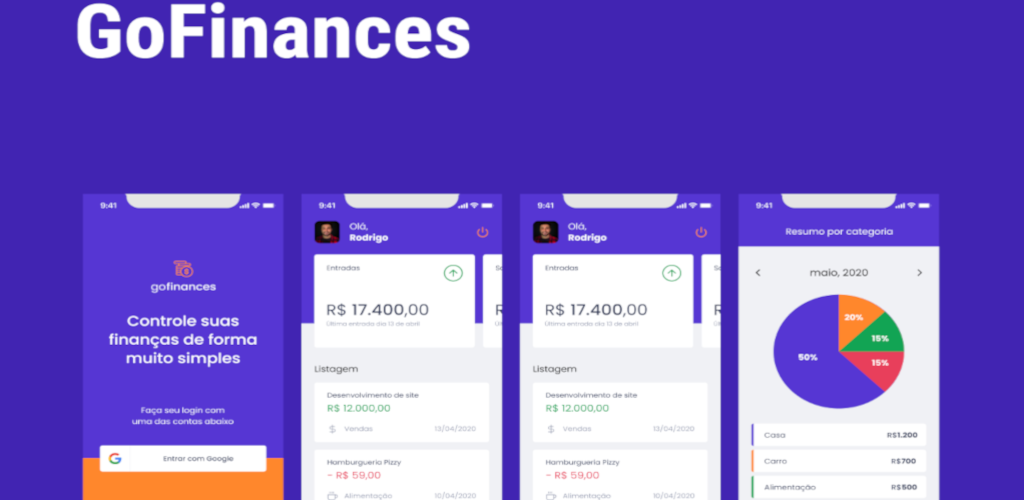 GoFinances
9:41
gofinances
Controle suas
finanças de forma
muito simples
Faça seu login com
uma das contas abaixo
Entrar com Google
9:41
Olá,
Rodrigo
Entradas
R$ 17.400,00
Última entrada dia 13 de abril
Listagem
Desenvolvimento de site
R$ 12.000,00
$ Vendas 13/04/2020
Hamburgueria Pizzy
- R$ 59,00
Alimentação 10/04/2020
9:41
Olá,
Rodrigo
Entradas
R$ 17.400,00
Última entrada dia 13 de abril
Listagem
Desenvolvimento de site
R$ 12.000,00
$ Vendas 13/04/2020
Hamburgueria Pizzy
- R$ 59,00
Alimentação 10/04/2020
9:41
Resumo por categoria
maio, 2020
20%
15%
50%
15%
Casa R$1.200
Carro R$700
Alimentação R$500